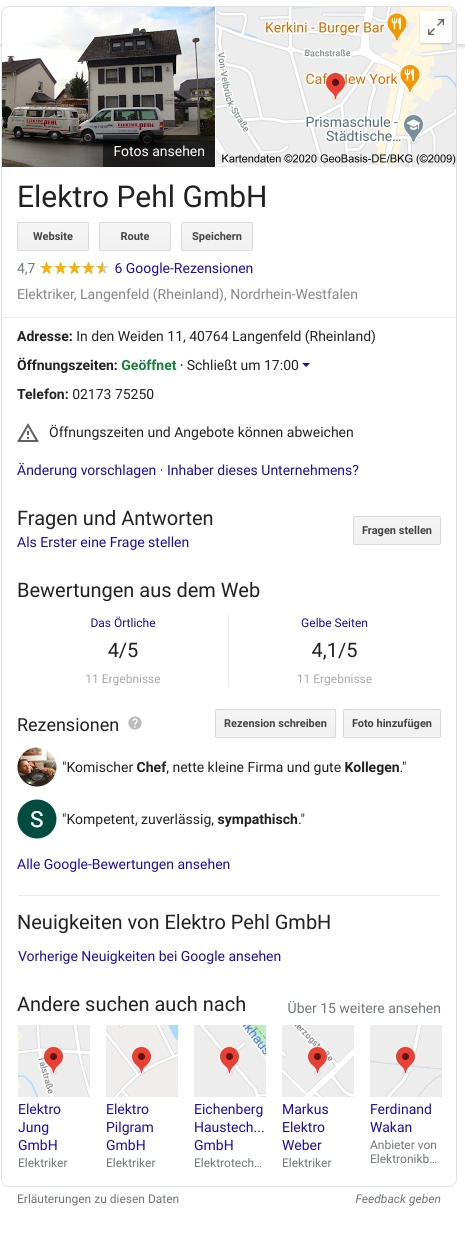 Kerkini - Burger Bar
Bachstraße
Von-Velbrück-Straße
Café New York
Prismaschule -
Städtische...
ELEKTRO PEHL
Fotos ansehen
Kartendaten ©2020 GeoBasis-DE/BKG (©2009)
Elektro Pehl GmbH
Website Route Speichern
4,7 6 Google-Rezensionen
Elektriker, Langenfeld (Rheinland), Nordrhein-Westfalen
Adresse: In den Weiden 11, 40764 Langenfeld (Rheinland)
Öffnungszeiten: Geöffnet · Schließt um 17:00
Telefon: 02173 75250
Öffnungszeiten und Angebote können abweichen
Änderung vorschlagen · Inhaber dieses Unternehmens?
Fragen und Antworten
Fragen stellen
Als Erster eine Frage stellen
Bewertungen aus dem Web
Das Örtliche Gelbe Seiten
4/5 4,1/5
11 Ergebnisse 11 Ergebnisse
Rezensionen ? Rezension schreiben Foto hinzufügen
"Komischer Chef, nette kleine Firma und gute Kollegen."
S "Kompetent, zuverlässig, sympathisch."
Alle Google-Bewertungen ansehen
Neuigkeiten von Elektro Pehl GmbH
Vorherige Neuigkeiten bei Google ansehen
Andere suchen auch nach Über 15 weitere ansehen
Talstraße
Elektro Elektro Eichenberg Markus Ferdinand
Jung Pilgram Haustech... Elektro Wakan
GmbH GmbH GmbH Weber Anbieter von
Elektriker Elektriker Elektrotech... Elektriker Elektronikb...
Erläuterungen zu diesen Daten Feedback geben